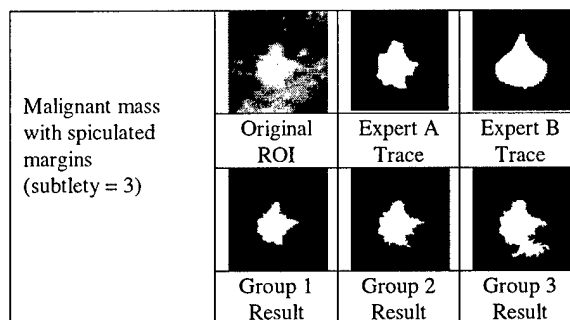 Malignant mass
with spiculated
margins
(subtlety = 3)
Original
ROI
Expert A
Trace
Expert B
Trace
Group 1
Result
Group 2
Result
Group 3
Result